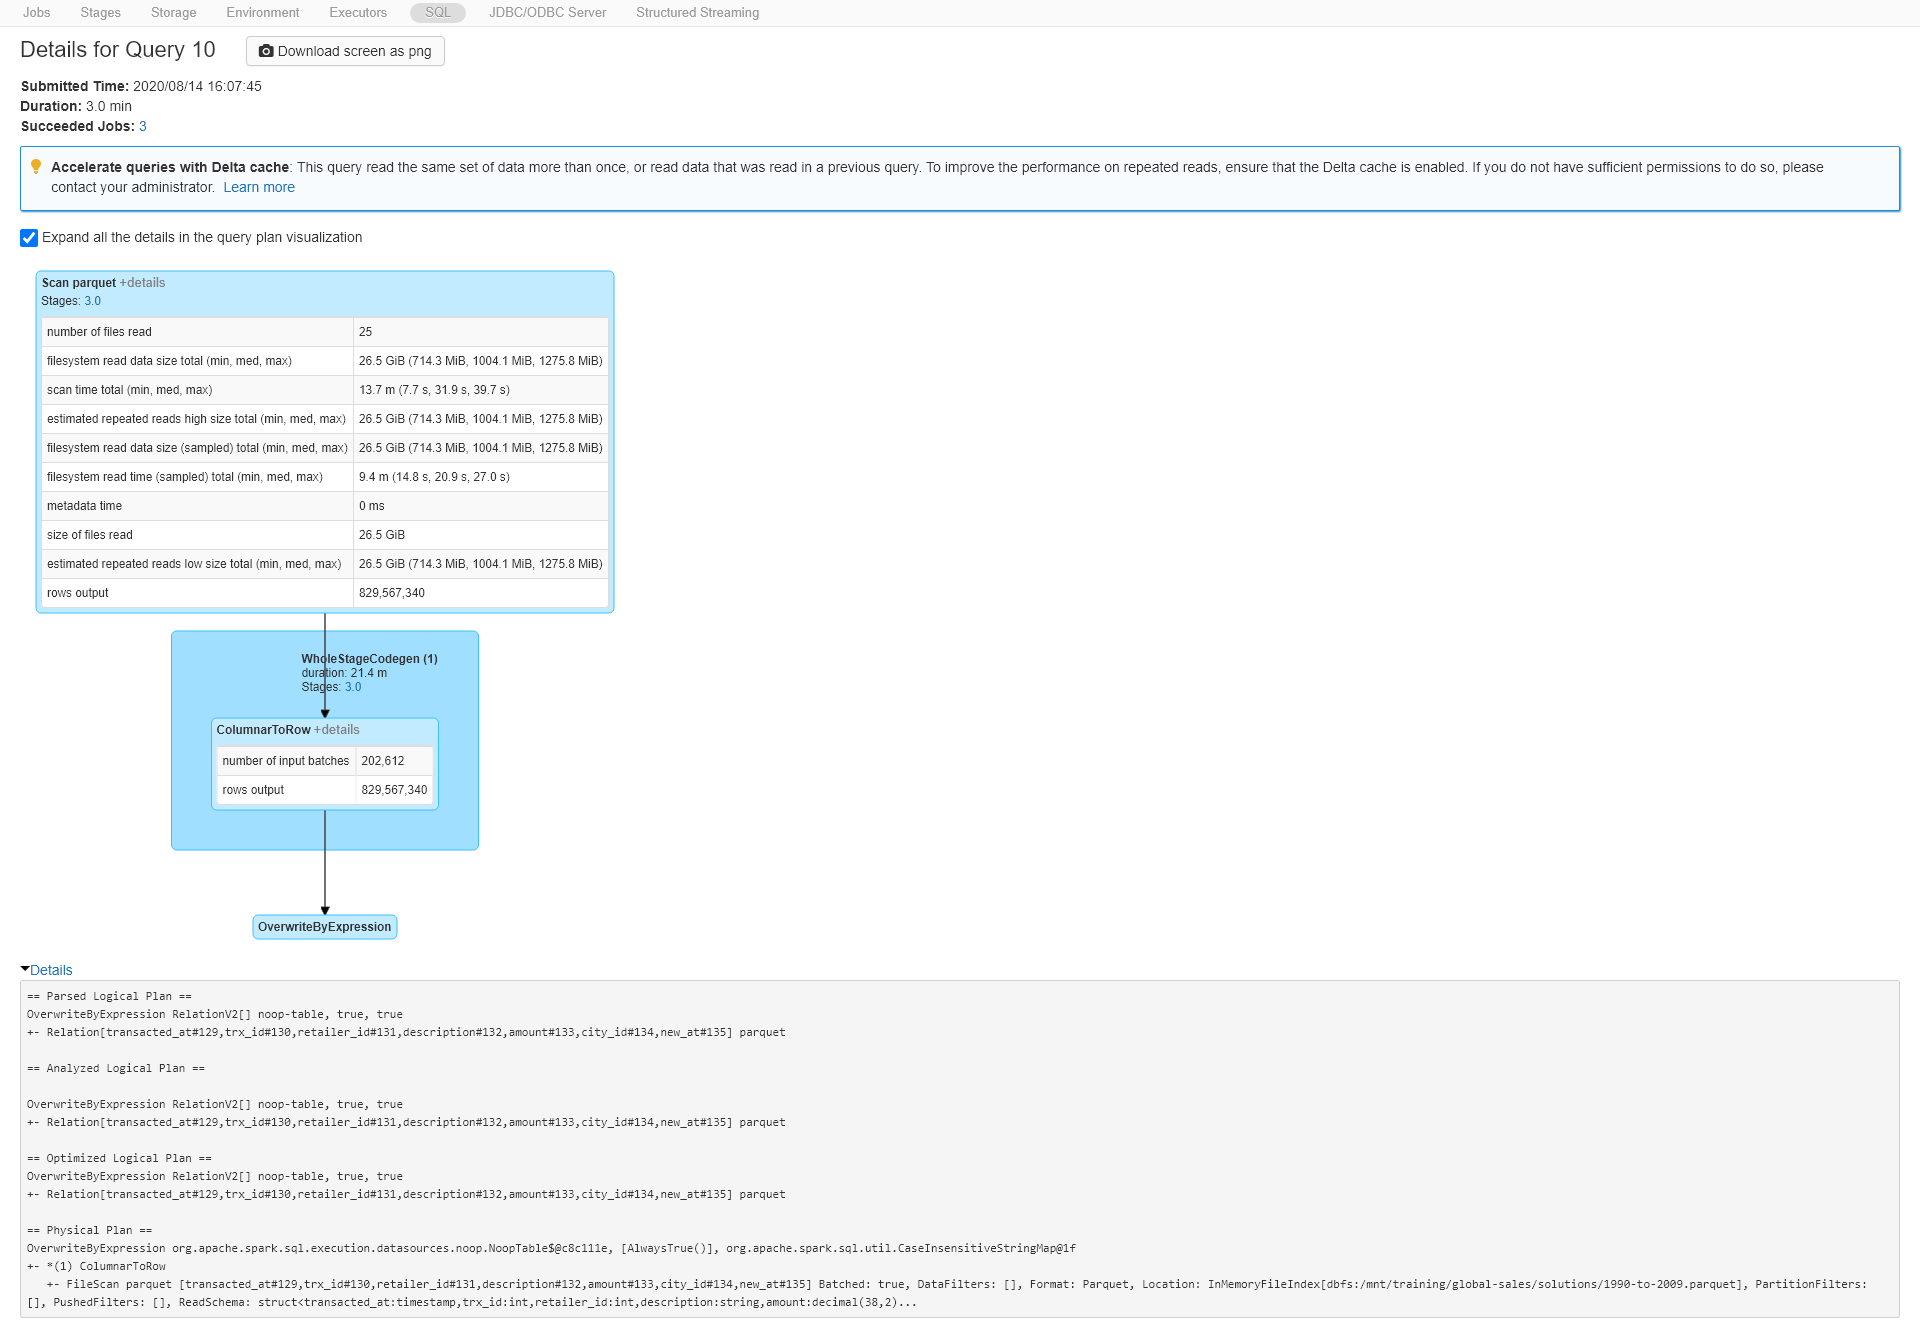 Jobs Stages Storage Environment Executors SQL JDBC/ODBC Server Structured Streaming
Details for Query 10 Download screen as png
Submitted Time: 2020/08/14 16:07:45
Duration: 3.0 min
Succeeded Jobs: 3
Accelerate queries with Delta cache: This query read the same set of data more than once, or read data that was read in a previous query. To improve the performance on repeated reads, ensure that the Delta cache is enabled. If you do not have sufficient permissions to do so, please
contact your administrator. Learn more
Expand all the details in the query plan visualization
Scan parquet +details
Stages: 3.0
number of files read 25
filesystem read data size total (min, med, max) 26.5 GiB (714.3 MiB, 1004.1 MiB, 1275.8 MiB)
scan time total (min, med, max) 13.7 m (7.7 s, 31.9 s, 39.7 s)
estimated repeated reads high size total (min, med, max) 26.5 GiB (714.3 MiB, 1004.1 MiB, 1275.8 MiB)
filesystem read data size (sampled) total (min, med, max) 26.5 GiB (714.3 MiB, 1004.1 MiB, 1275.8 MiB)
filesystem read time (sampled) total (min, med, max) 9.4 m (14.8 s, 20.9 s, 27.0 s)
metadata time 0 ms
size of files read 26.5 GiB
estimated repeated reads low size total (min, med, max) 26.5 GiB (714.3 MiB, 1004.1 MiB, 1275.8 MiB)
rows output 829,567,340
WholeStageCodegen (1)
duration: 21.4 m
Stages: 3.0
ColumnarToRow +details
number of input batches 202,612
rows output 829,567,340
OverwriteByExpression
Details
== Parsed Logical Plan ==
OverwriteByExpression RelationV2[] noop-table, true, true
+- Relation[transacted_at#129,trx_id#130,retailer_id#131,description#132,amount#133,city_id#134,new_at#135] parquet
== Analyzed Logical Plan ==
OverwriteByExpression RelationV2[] noop-table, true, true
+- Relation[transacted_at#129,trx_id#130,retailer_id#131,description#132,amount#133,city_id#134,new_at#135] parquet
== Optimized Logical Plan ==
OverwriteByExpression RelationV2[] noop-table, true, true
+- Relation[transacted_at#129,trx_id#130,retailer_id#131,description#132,amount#133,city_id#134,new_at#135] parquet
== Physical Plan ==
OverwriteByExpression org.apache.spark.sql.execution.datasources.noop.NoopTable$@c8c111e, [AlwaysTrue()], org.apache.spark.sql.util.CaseInsensitiveStringMap@1f
+- *(1) ColumnarToRow
+- FileScan parquet [transacted_at#129,trx_id#130,retailer_id#131,description#132,amount#133,city_id#134,new_at#135] Batched: true, DataFilters: [], Format: Parquet, Location: InMemoryFileIndex[dbfs:/mnt/training/global-sales/solutions/1990-to-2009.parquet], PartitionFilters:
[], PushedFilters: [], ReadSchema: struct<transacted_at:timestamp,trx_id:int,retailer_id:int,description:string,amount:decimal(38,2)...